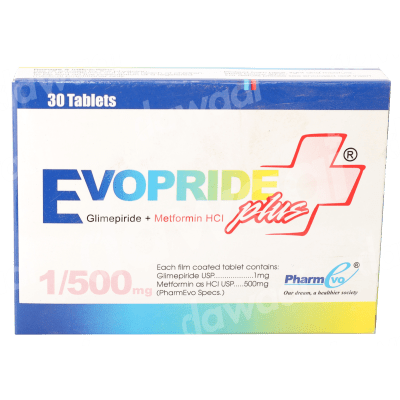 30 Tablets
EVOPRIDE plus ®
Glimepiride + Metformin HCl
1/500mg
Each film coated tablet contains:
Glimepiride USP....................1mg
Metformin as HCl USP.....500mg
(PharmEvo Specs.)
PharmEvo ®
Our dream, a healthier society
dawaai